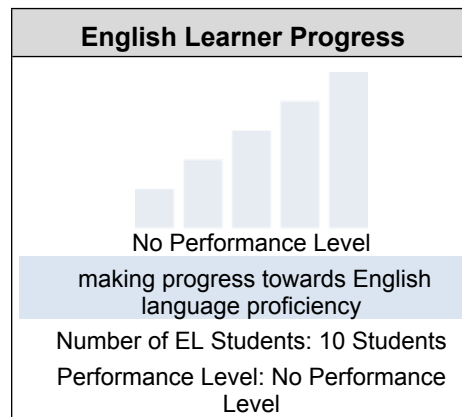 English Learner Progress
No Performance Level
making progress towards English
language proficiency
Number of EL Students: 10 Students
Performance Level: No Performance
Level